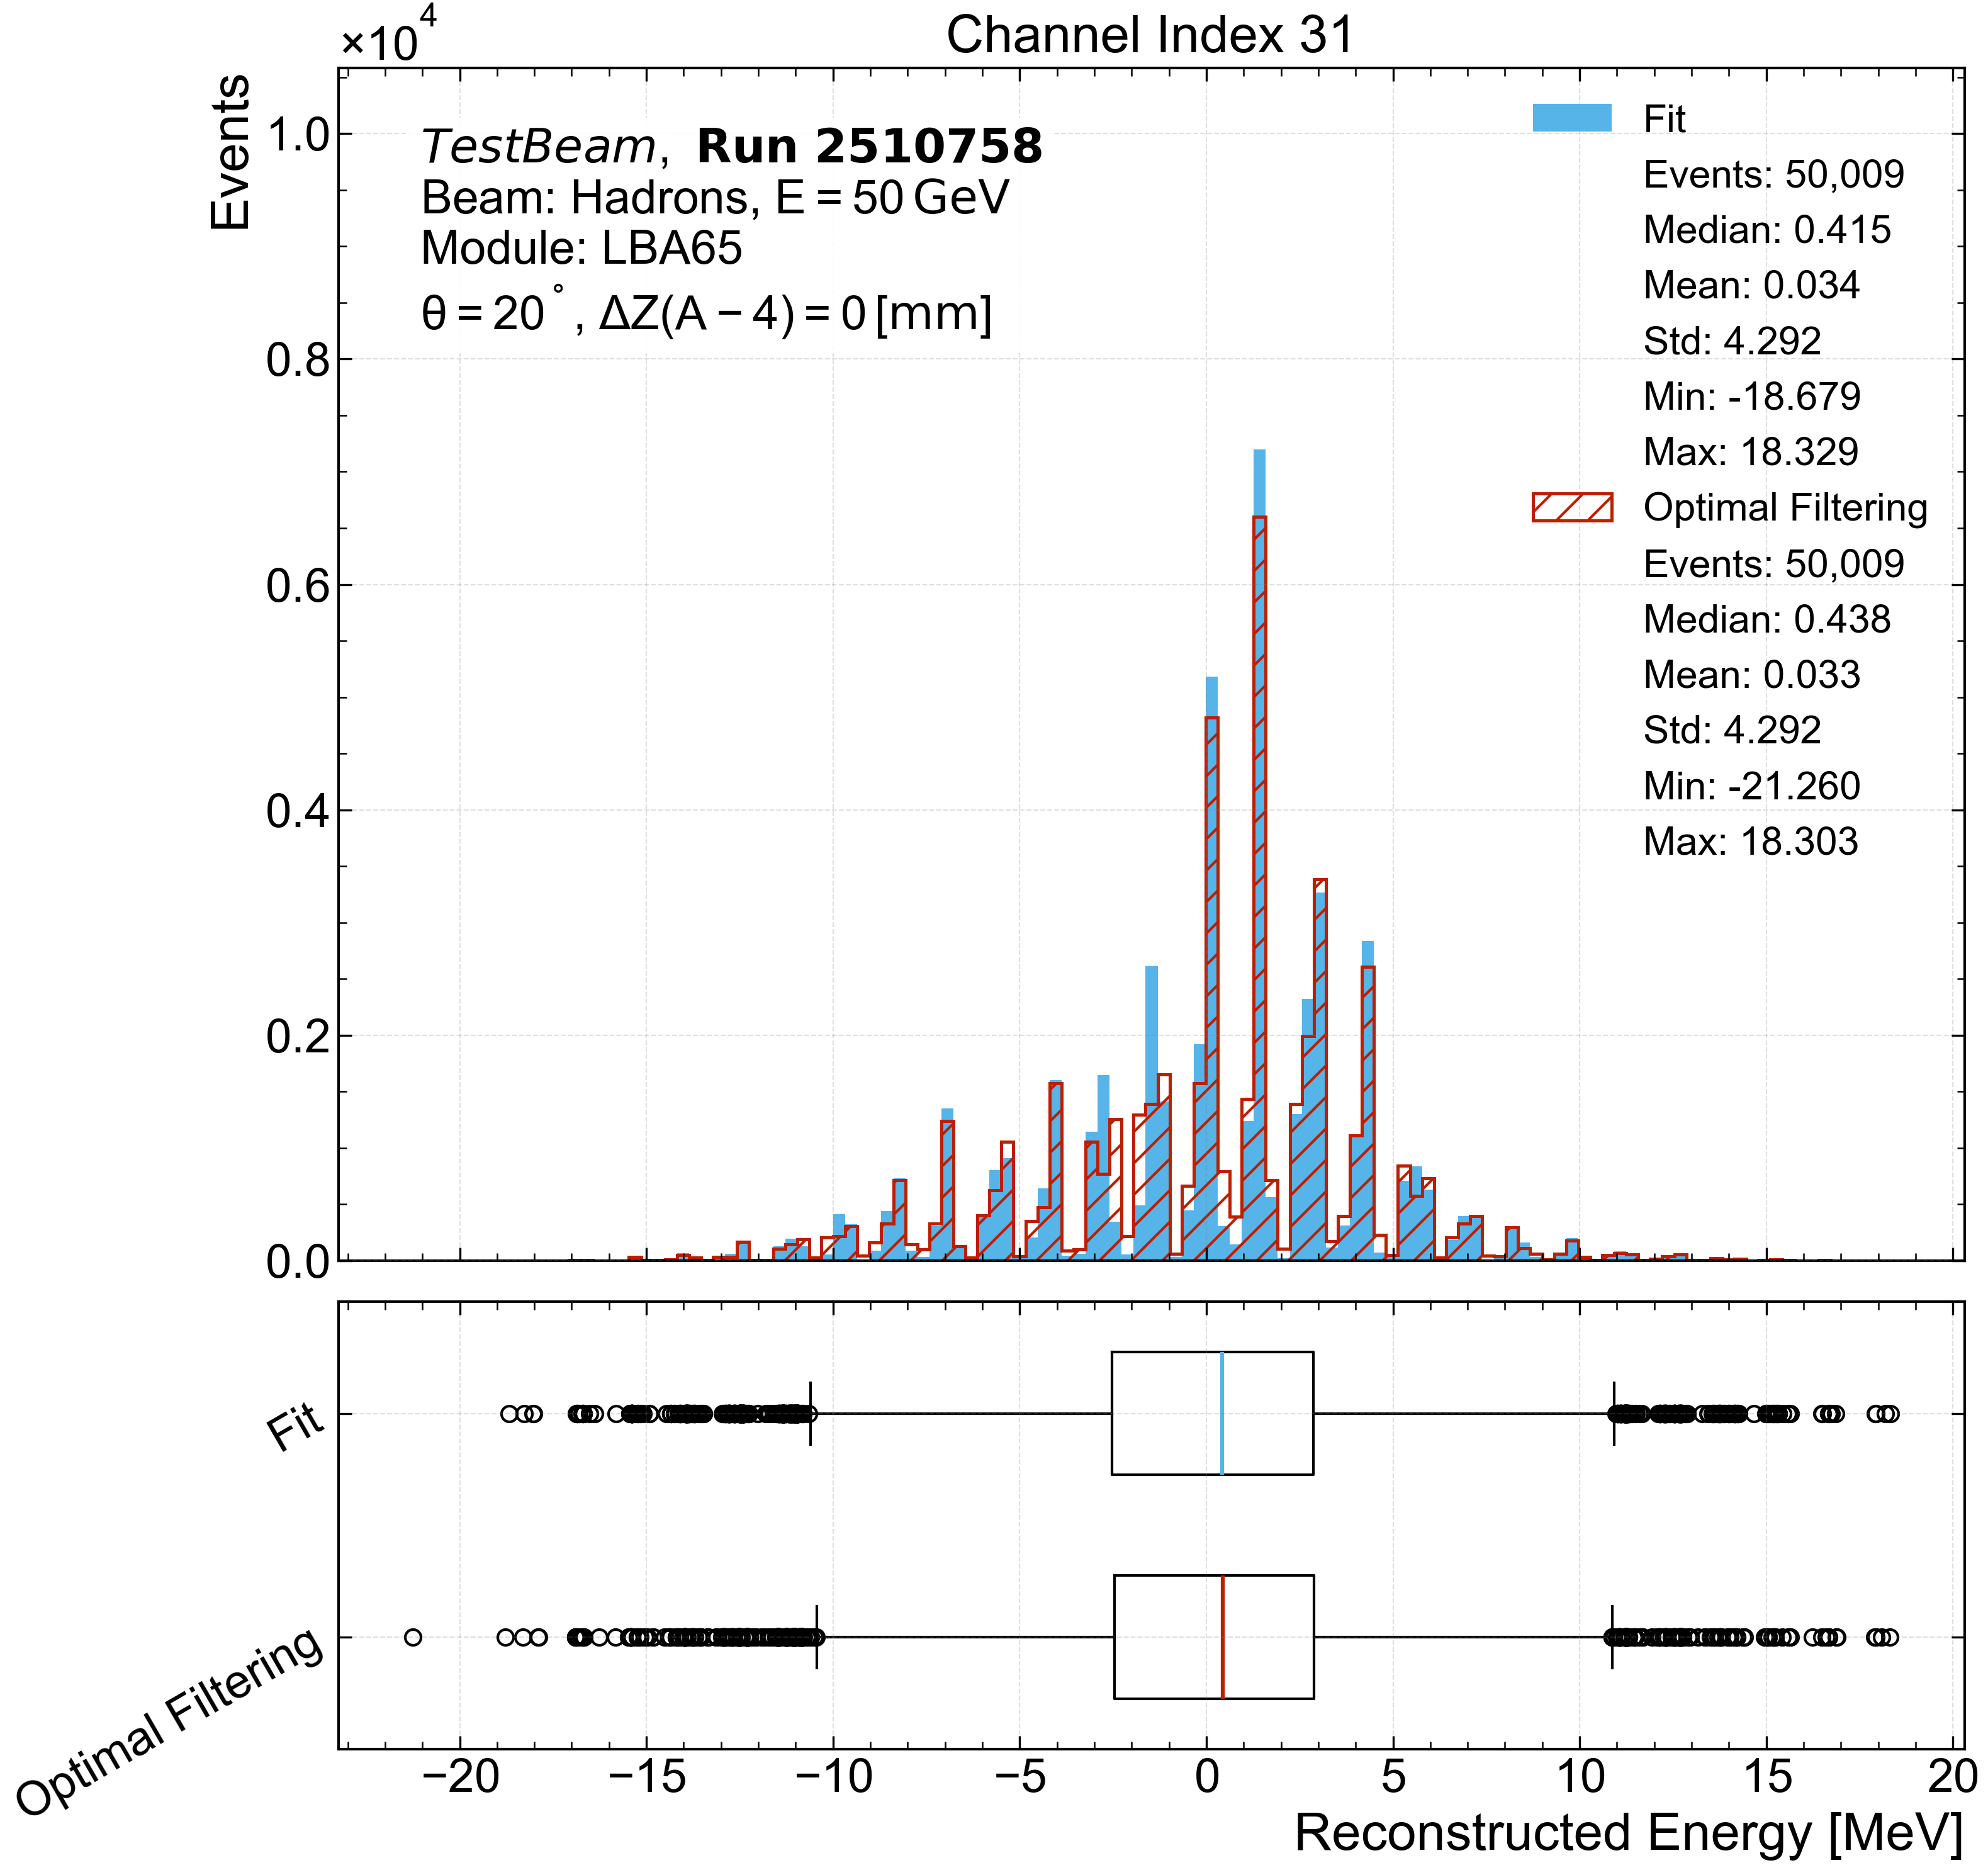 Channel Index 31
×10^4
Events
1.0
0.8
0.6
0.4
0.2
0.0
TestBeam, Run 2510758
Beam: Hadrons, E = 50 GeV
Module: LBA65
θ = 20°, ΔZ(A − 4) = 0 [mm]
Fit
Events: 50,009
Median: 0.415
Mean: 0.034
Std: 4.292
Min: -18.679
Max: 18.329
Optimal Filtering
Events: 50,009
Median: 0.438
Mean: 0.033
Std: 4.292
Min: -21.260
Max: 18.303
Fit
Optimal Filtering
−20 −15 −10 −5 0 5 10 15 20
Reconstructed Energy [MeV]